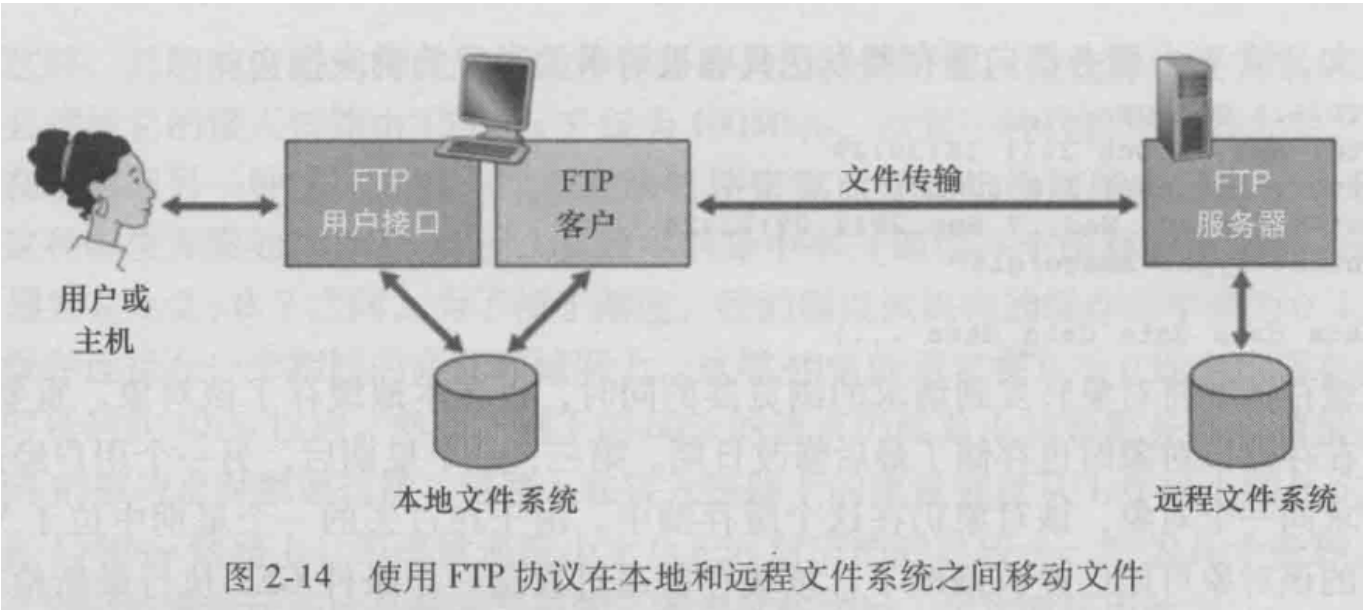 FTP
用户接口
FTP
客户
文件传输
FTP
服务器
用户或
主机
本地文件系统
远程文件系统
图 2-14 使用 FTP 协议在本地和远程文件系统之间移动文件